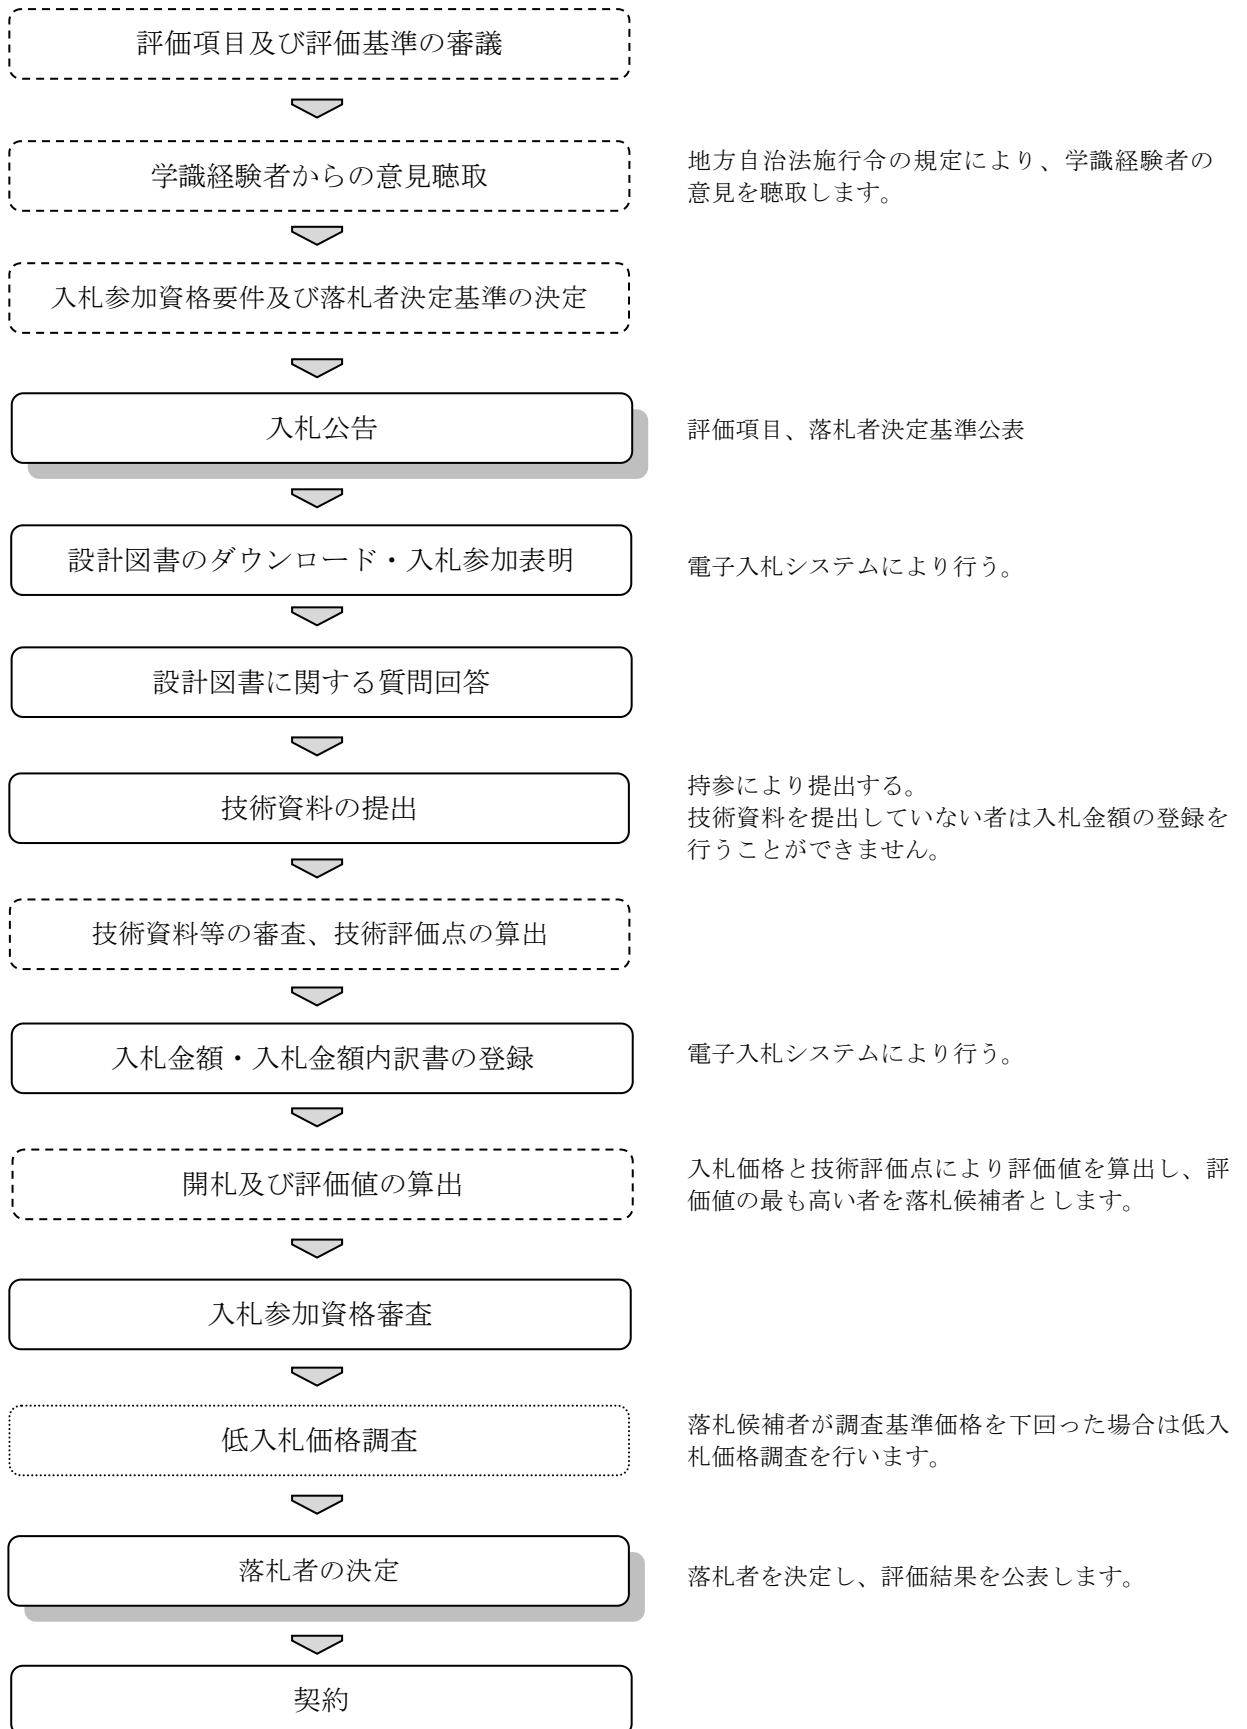 評価項目及び評価基準の審議
学識経験者からの意見聴取
地方自治法施行令の規定により、学識経験者の
意見を聴取します。
入札参加資格要件及び落札者決定基準の決定
入札公告
評価項目、落札者決定基準公表
設計図書のダウンロード・入札参加表明
電子入札システムにより行う。
設計図書に関する質問回答
技術資料の提出
持参により提出する。
技術資料を提出していない者は入札金額の登録を
行うことができません。
技術資料等の審査、技術評価点の算出
入札金額・入札金額内訳書の登録
電子入札システムにより行う。
開札及び評価値の算出
入札価格と技術評価点により評価値を算出し、評
価値の最も高い者を落札候補者とします。
入札参加資格審査
低入札価格調査
落札候補者が調査基準価格を下回った場合は低入
札価格調査を行います。
落札者の決定
落札者を決定し、評価結果を公表します。
契約